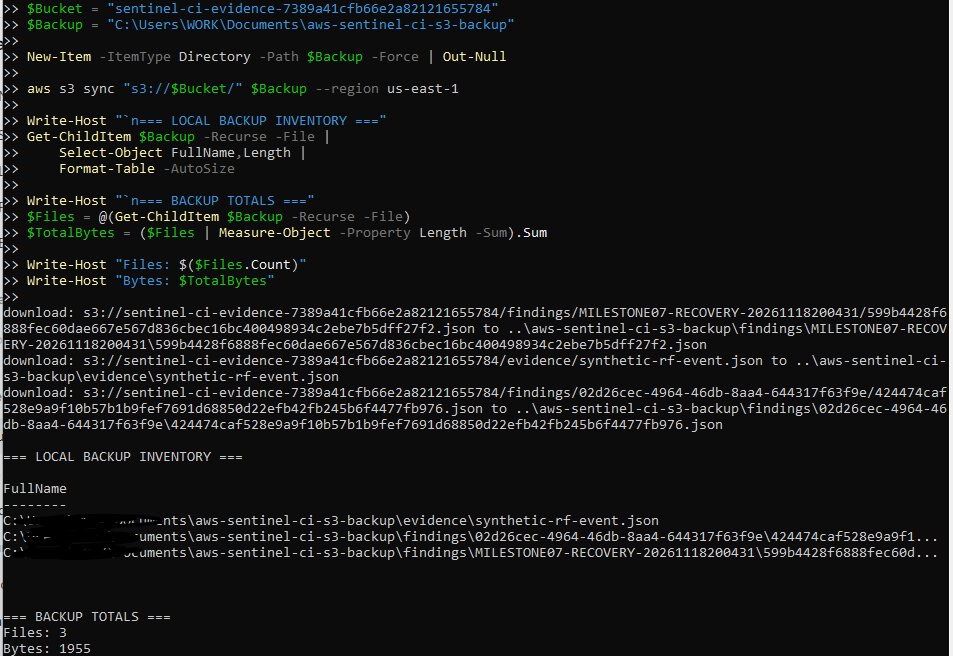 >> $Bucket = "sentinel-ci-evidence-7389a41cfb66e2a82121655784"
>> $Backup = "C:\Users\WORK\Documents\aws-sentinel-ci-s3-backup"
>>
>> New-Item -ItemType Directory -Path $Backup -Force | Out-Null
>>
>> aws s3 sync "s3://$Bucket/" $Backup --region us-east-1
>>
>> Write-Host "`n=== LOCAL BACKUP INVENTORY ==="
>> Get-ChildItem $Backup -Recurse -File |
>>     Select-Object FullName,Length |
>>     Format-Table -AutoSize
>>
>> Write-Host "`n=== BACKUP TOTALS ==="
>> $Files = @(Get-ChildItem $Backup -Recurse -File)
>> $TotalBytes = ($Files | Measure-Object -Property Length -Sum).Sum
>>
>> Write-Host "Files: $($Files.Count)"
>> Write-Host "Bytes: $TotalBytes"
>>
download: s3://sentinel-ci-evidence-7389a41cfb66e2a82121655784/findings/MILESTONE07-RECOVERY-20261118200431/599b4428f6
888fec60dae667e567d836cbec16bc400498934c2ebe7b5dff27f2.json to ..\aws-sentinel-ci-s3-backup\findings\MILESTONE07-RECOV
ERY-20261118200431\599b4428f6888fec60dae667e567d836cbec16bc400498934c2ebe7b5dff27f2.json
download: s3://sentinel-ci-evidence-7389a41cfb66e2a82121655784/evidence/synthetic-rf-event.json to ..\aws-sentinel-ci-
s3-backup\evidence\synthetic-rf-event.json
download: s3://sentinel-ci-evidence-7389a41cfb66e2a82121655784/findings/02d26cec-4964-46db-8aa4-644317f63f9e/424474caf
528e9a9f10b57b1b9fef7691d68850d22efb42fb245b6f4477fb976.json to ..\aws-sentinel-ci-s3-backup\findings\02d26cec-4964-46
db-8aa4-644317f63f9e\424474caf528e9a9f10b57b1b9fef7691d68850d22efb42fb245b6f4477fb976.json

=== LOCAL BACKUP INVENTORY ===

FullName
--------
C:\ nts\aws-sentinel-ci-s3-backup\evidence\synthetic-rf-event.json
C:\ cuments\aws-sentinel-ci-s3-backup\findings\02d26cec-4964-46db-8aa4-644317f63f9e\424474caf528e9a9f1...
C:\ ocuments\aws-sentinel-ci-s3-backup\findings\MILESTONE07-RECOVERY-20261118200431\599b4428f6888fec60d...

=== BACKUP TOTALS ===
Files: 3
Bytes: 1955